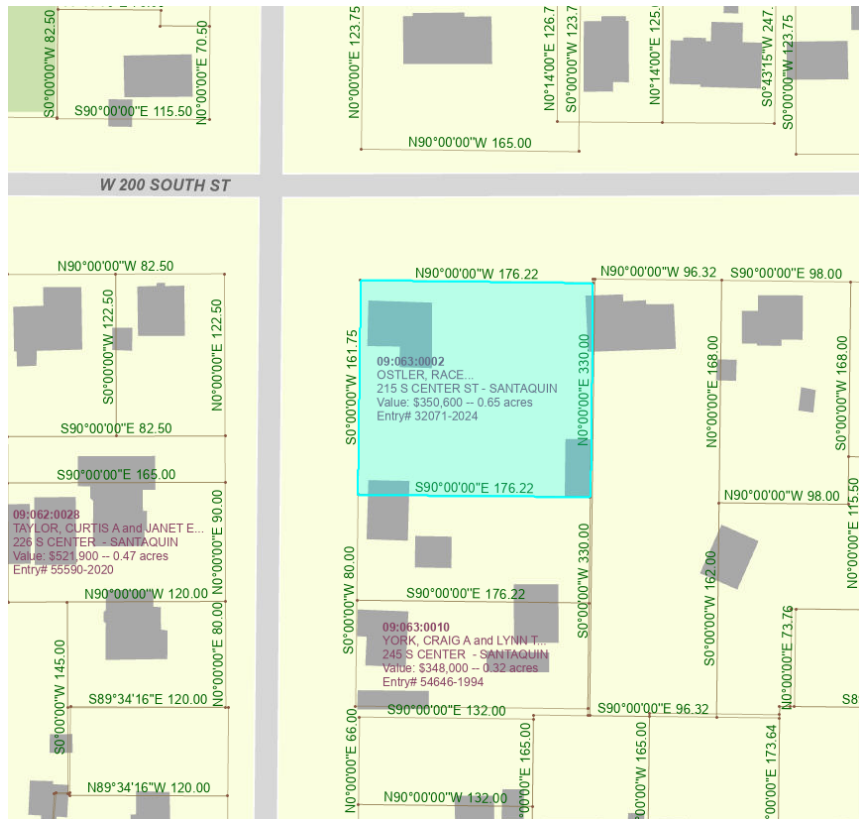 S0°00'00"W 82.50
N0°00'00"E 70.50
S90°00'00"E 115.50
N0°00'00"E 123.75
N90°00'00"W 165.00
N0°14'00"E 126.7
S0°00'00"W 123.7
N0°14'00"E 125.
S0°43'15"W 247.
S0°00'00"W 123.75
W 200 SOUTH ST
N90°00'00"W 82.50
S0°00'00"W 122.50
N0°00'00"E 122.50
S90°00'00"E 82.50
N90°00'00"W 176.22
N90°00'00"W 96.32
S90°00'00"E 98.00
S0°00'00"W 161.75
09:063:0002
OSTLER, RACE...
215 S CENTER ST - SANTAQUIN
Value: $350,600 -- 0.65 acres
Entry# 32071-2024
N0°00'00"E 330.00
N0°00'00"E 168.00
S0°00'00"W 168.00
S90°00'00"E 165.00
S90°00'00"E 176.22
N90°00'00"W 98.00
N0°00'00"E 115.50
09:062:0028
TAYLOR, CURTIS A and JANET E...
226 S CENTER - SANTAQUIN
Value: $521,900 -- 0.47 acres
Entry# 55590-2020
N0°00'00"E 90.00
S0°00'00"W 80.00
S0°00'00"W 330.00
S0°00'00"W 162.00
N90°00'00"W 120.00
S90°00'00"E 176.22
N0°00'00"E 80.00
09:063:0010
YORK, CRAIG A and LYNN T...
245 S CENTER - SANTAQUIN
Value: $348,000 -- 0.32 acres
Entry# 54646-1994
N0°00'00"E 73.76
S0°00'00"W 145.00
S89°34'16"E 120.00
S90°00'00"E 132.00
S90°00'00"E 96.32
S8
N0°00'00"E 66.00
N0°00'00"E 165.00
S0°00'00"W 165.00
0°00'00"E 173.64
N89°34'16"W 120.00
N90°00'00"W 132.00